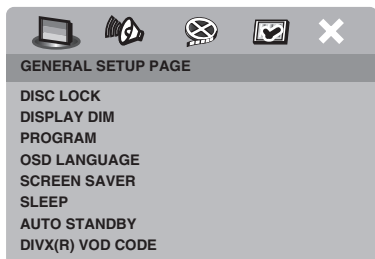 GENERAL SETUP PAGE
DISC LOCK
DISPLAY DIM
PROGRAM
OSD LANGUAGE
SCREEN SAVER
SLEEP
AUTO STANDBY
DIVX(R) VOD CODE